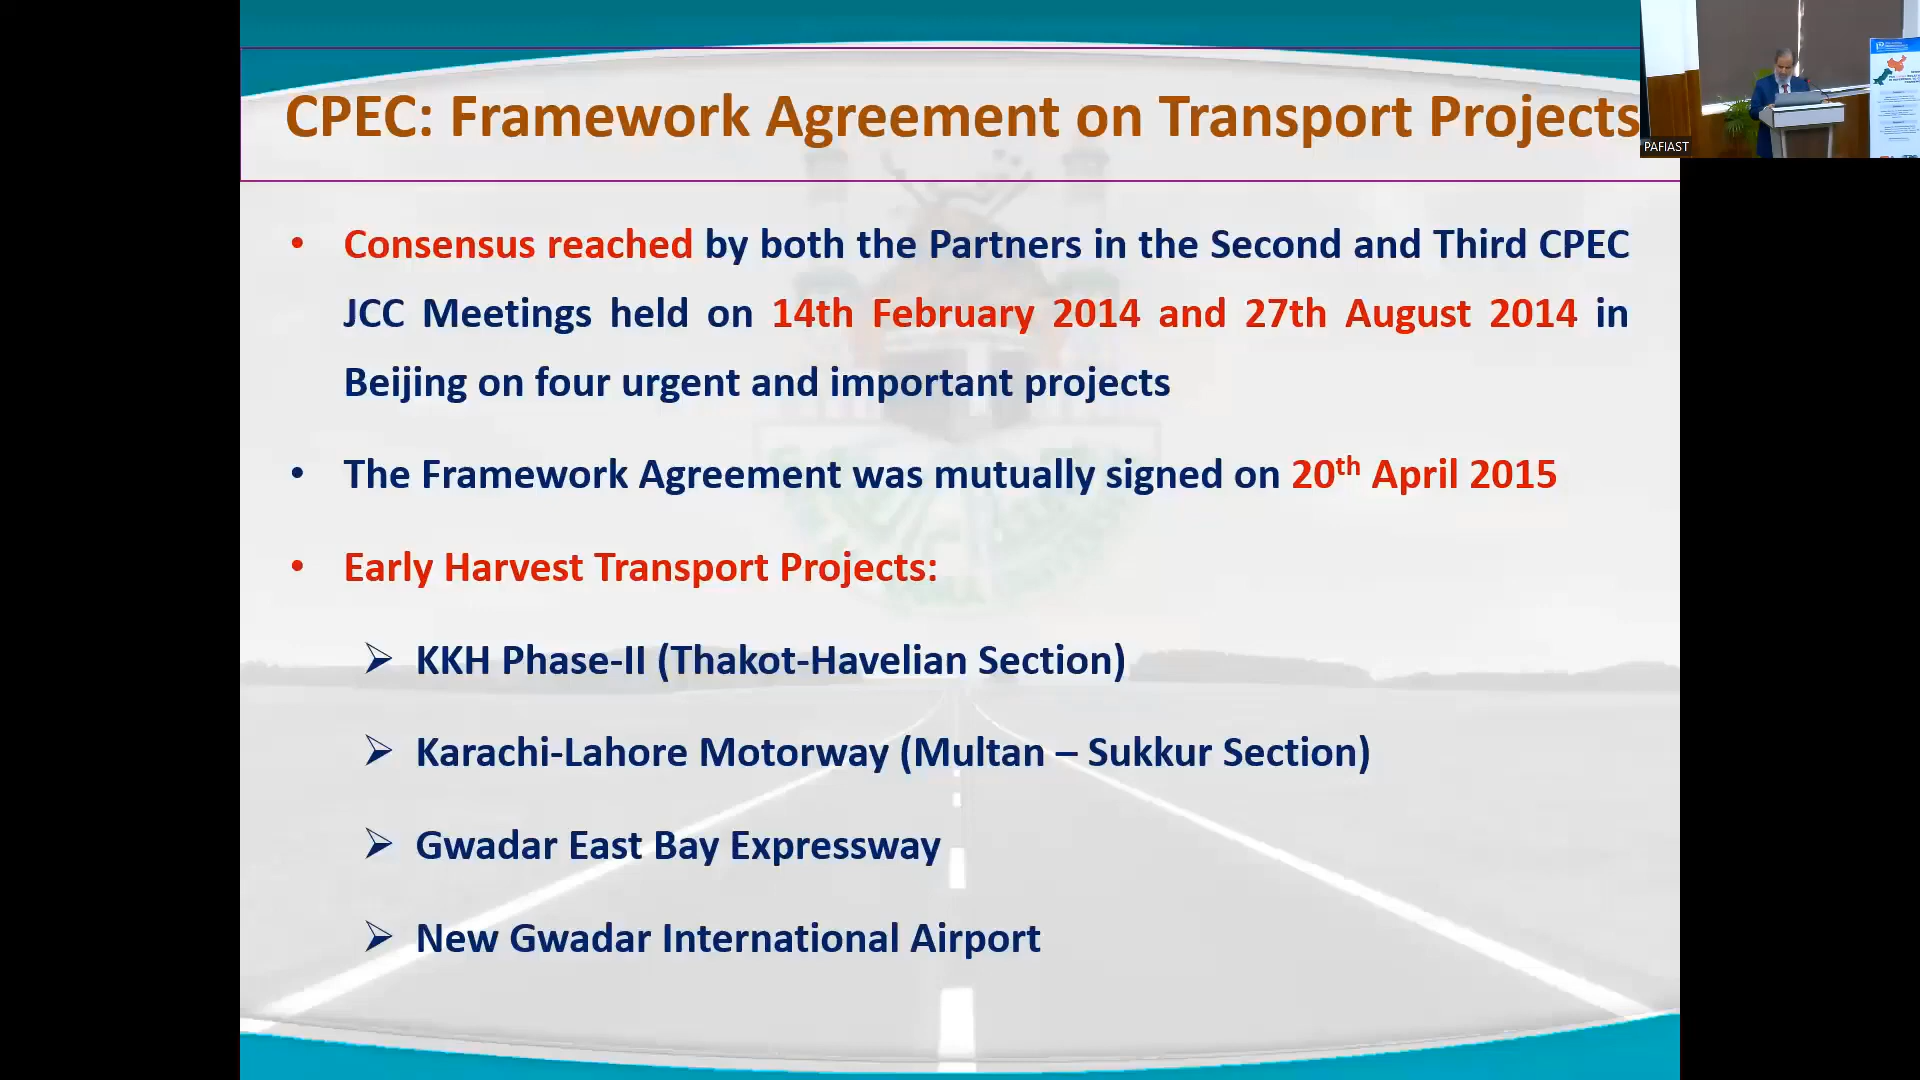 CPEC: Framework Agreement on Transport Projects
PAFIAST
• Consensus reached by both the Partners in the Second and Third CPEC
JCC Meetings held on 14th February 2014 and 27th August 2014 in
Beijing on four urgent and important projects
• The Framework Agreement was mutually signed on 20th April 2015
• Early Harvest Transport Projects:
➢ KKH Phase-II (Thakot-Havelian Section)
➢ Karachi-Lahore Motorway (Multan – Sukkur Section)
➢ Gwadar East Bay Expressway
➢ New Gwadar International Airport